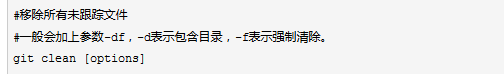 #移除所有未跟踪文件
#一般会加上参数-df，-d表示包含目录，-f表示强制清除。
git clean [options]